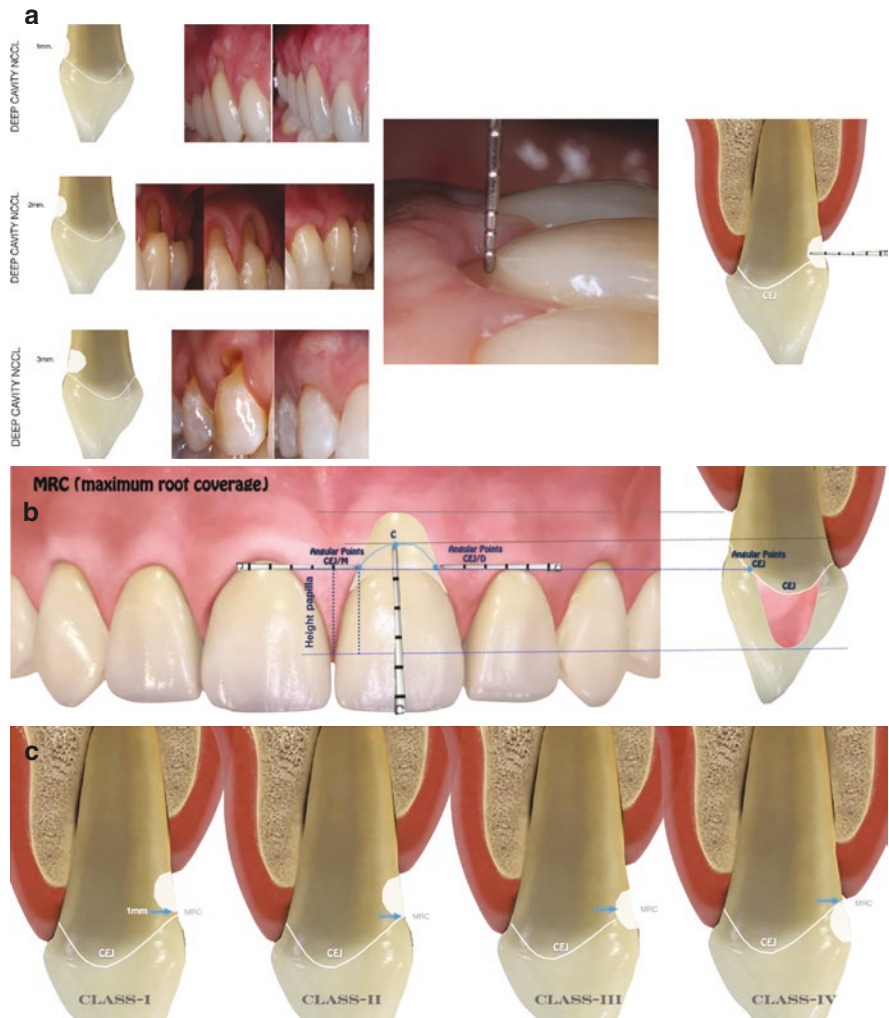 a
DEEP CAVITY NCCL
1mm.
DEEP CAVITY NCCL
2mm.
DEEP CAVITY NCCL
3mm.
CEJ
MRC (maximum root coverage)
b
C
Angular Points
CEJ/M
Angular Points
CEJ/D
Height papilla
Angular Points
CEJ
CEJ
c
1mm
MRC
CEJ
CLASS-I
MRC
CEJ
CLASS-II
MRC
CEJ
CLASS-III
MRC
CEJ
CLASS-IV